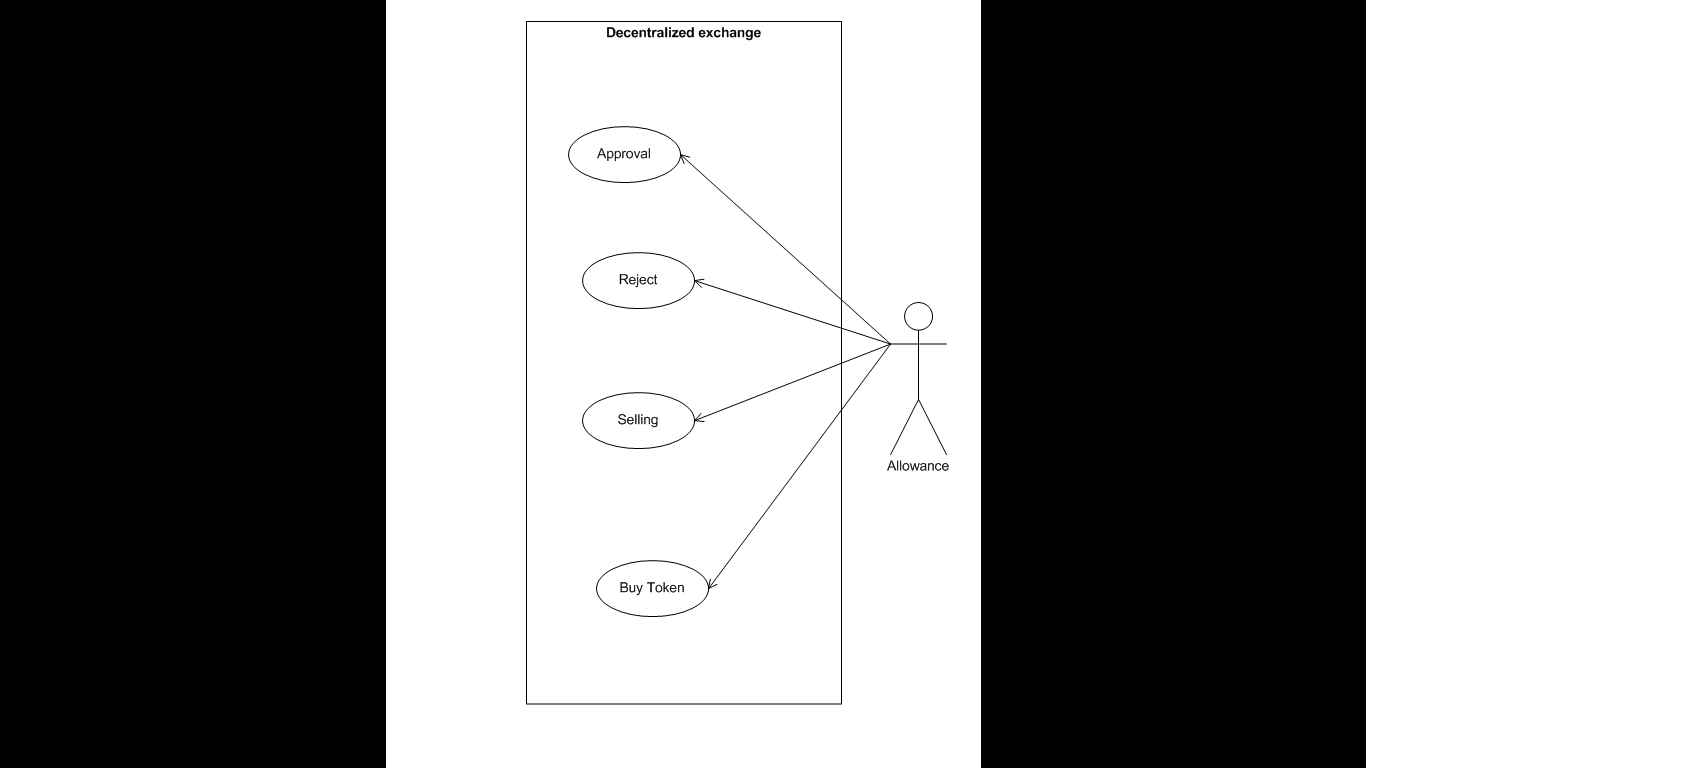 Decentralized exchange
Approval
Reject
Selling
Allowance
Buy Token